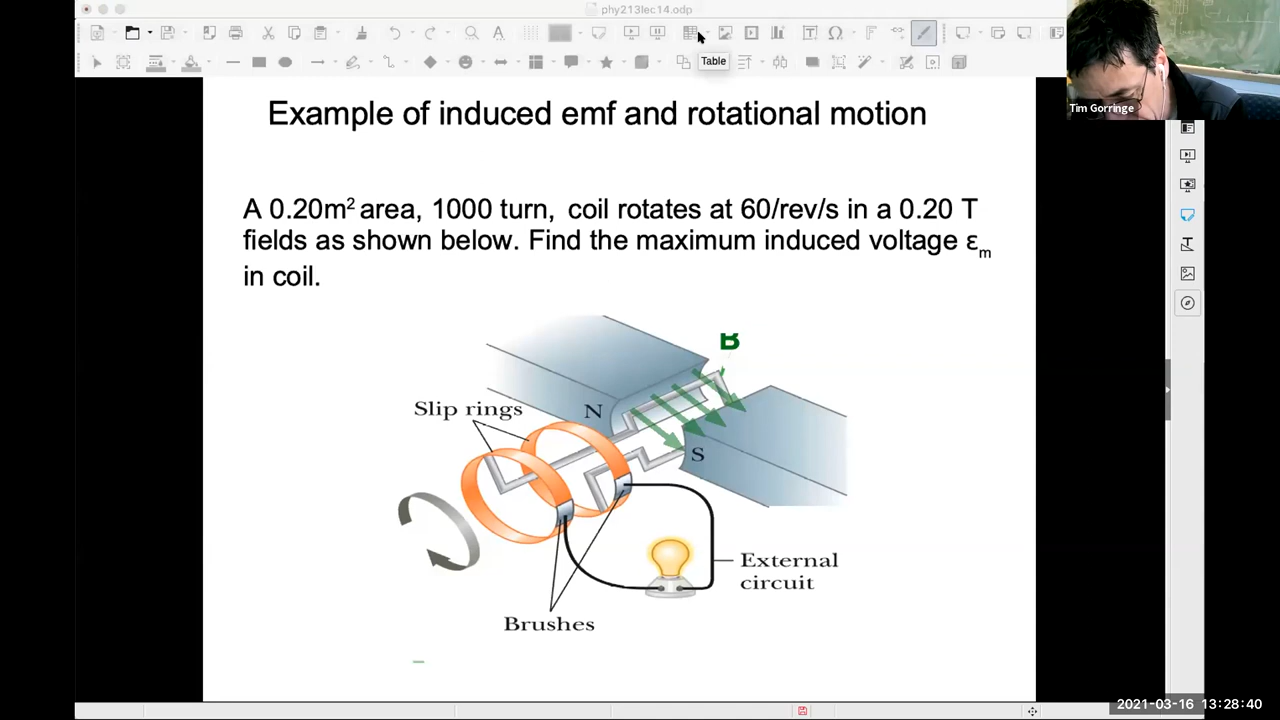 phy213lec14.odp
Table
Tim Gorringe
Example of induced emf and rotational motion
A 0.20m² area, 1000 turn, coil rotates at 60/rev/s in a 0.20 T
fields as shown below. Find the maximum induced voltage εm
in coil.
B
Slip rings
N
S
External
circuit
Brushes
2021-03-16 13:28:40